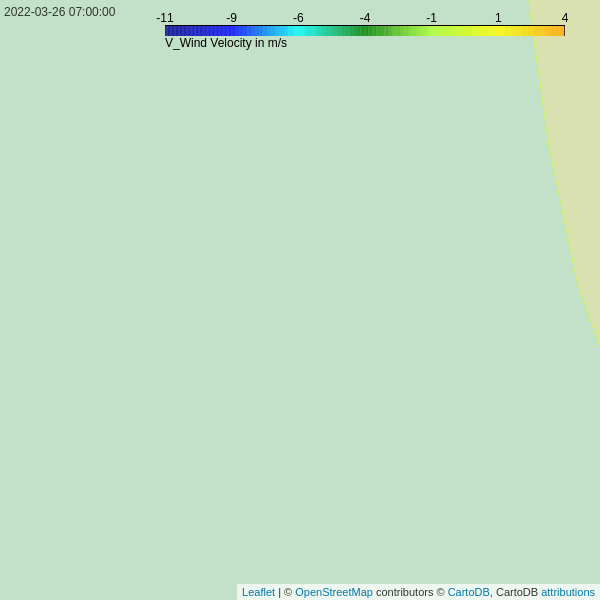 2022-03-26 07:00:00
-11 -9 -6 -4 -1 1 4
V_Wind Velocity in m/s
Leaflet | © OpenStreetMap contributors © CartoDB, CartoDB attributions